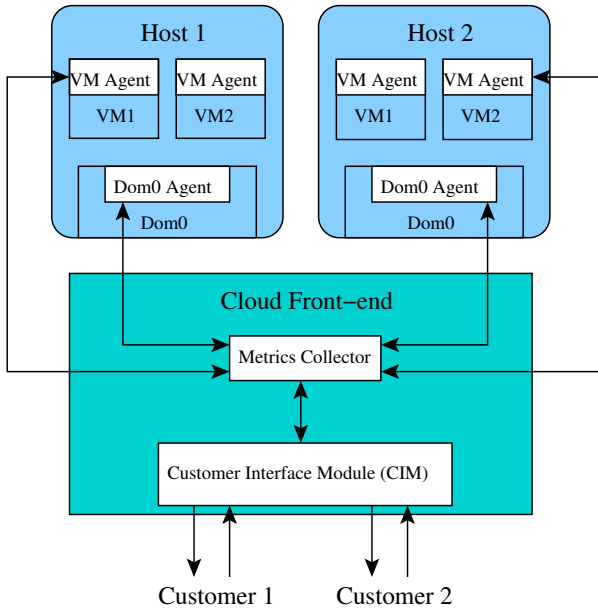 Host 1
VM Agent
VM1
VM Agent
VM2
Dom0 Agent
Dom0
Host 2
VM Agent
VM1
VM Agent
VM2
Dom0 Agent
Dom0
Cloud Front−end
Metrics Collector
Customer Interface Module (CIM)
Customer 1
Customer 2